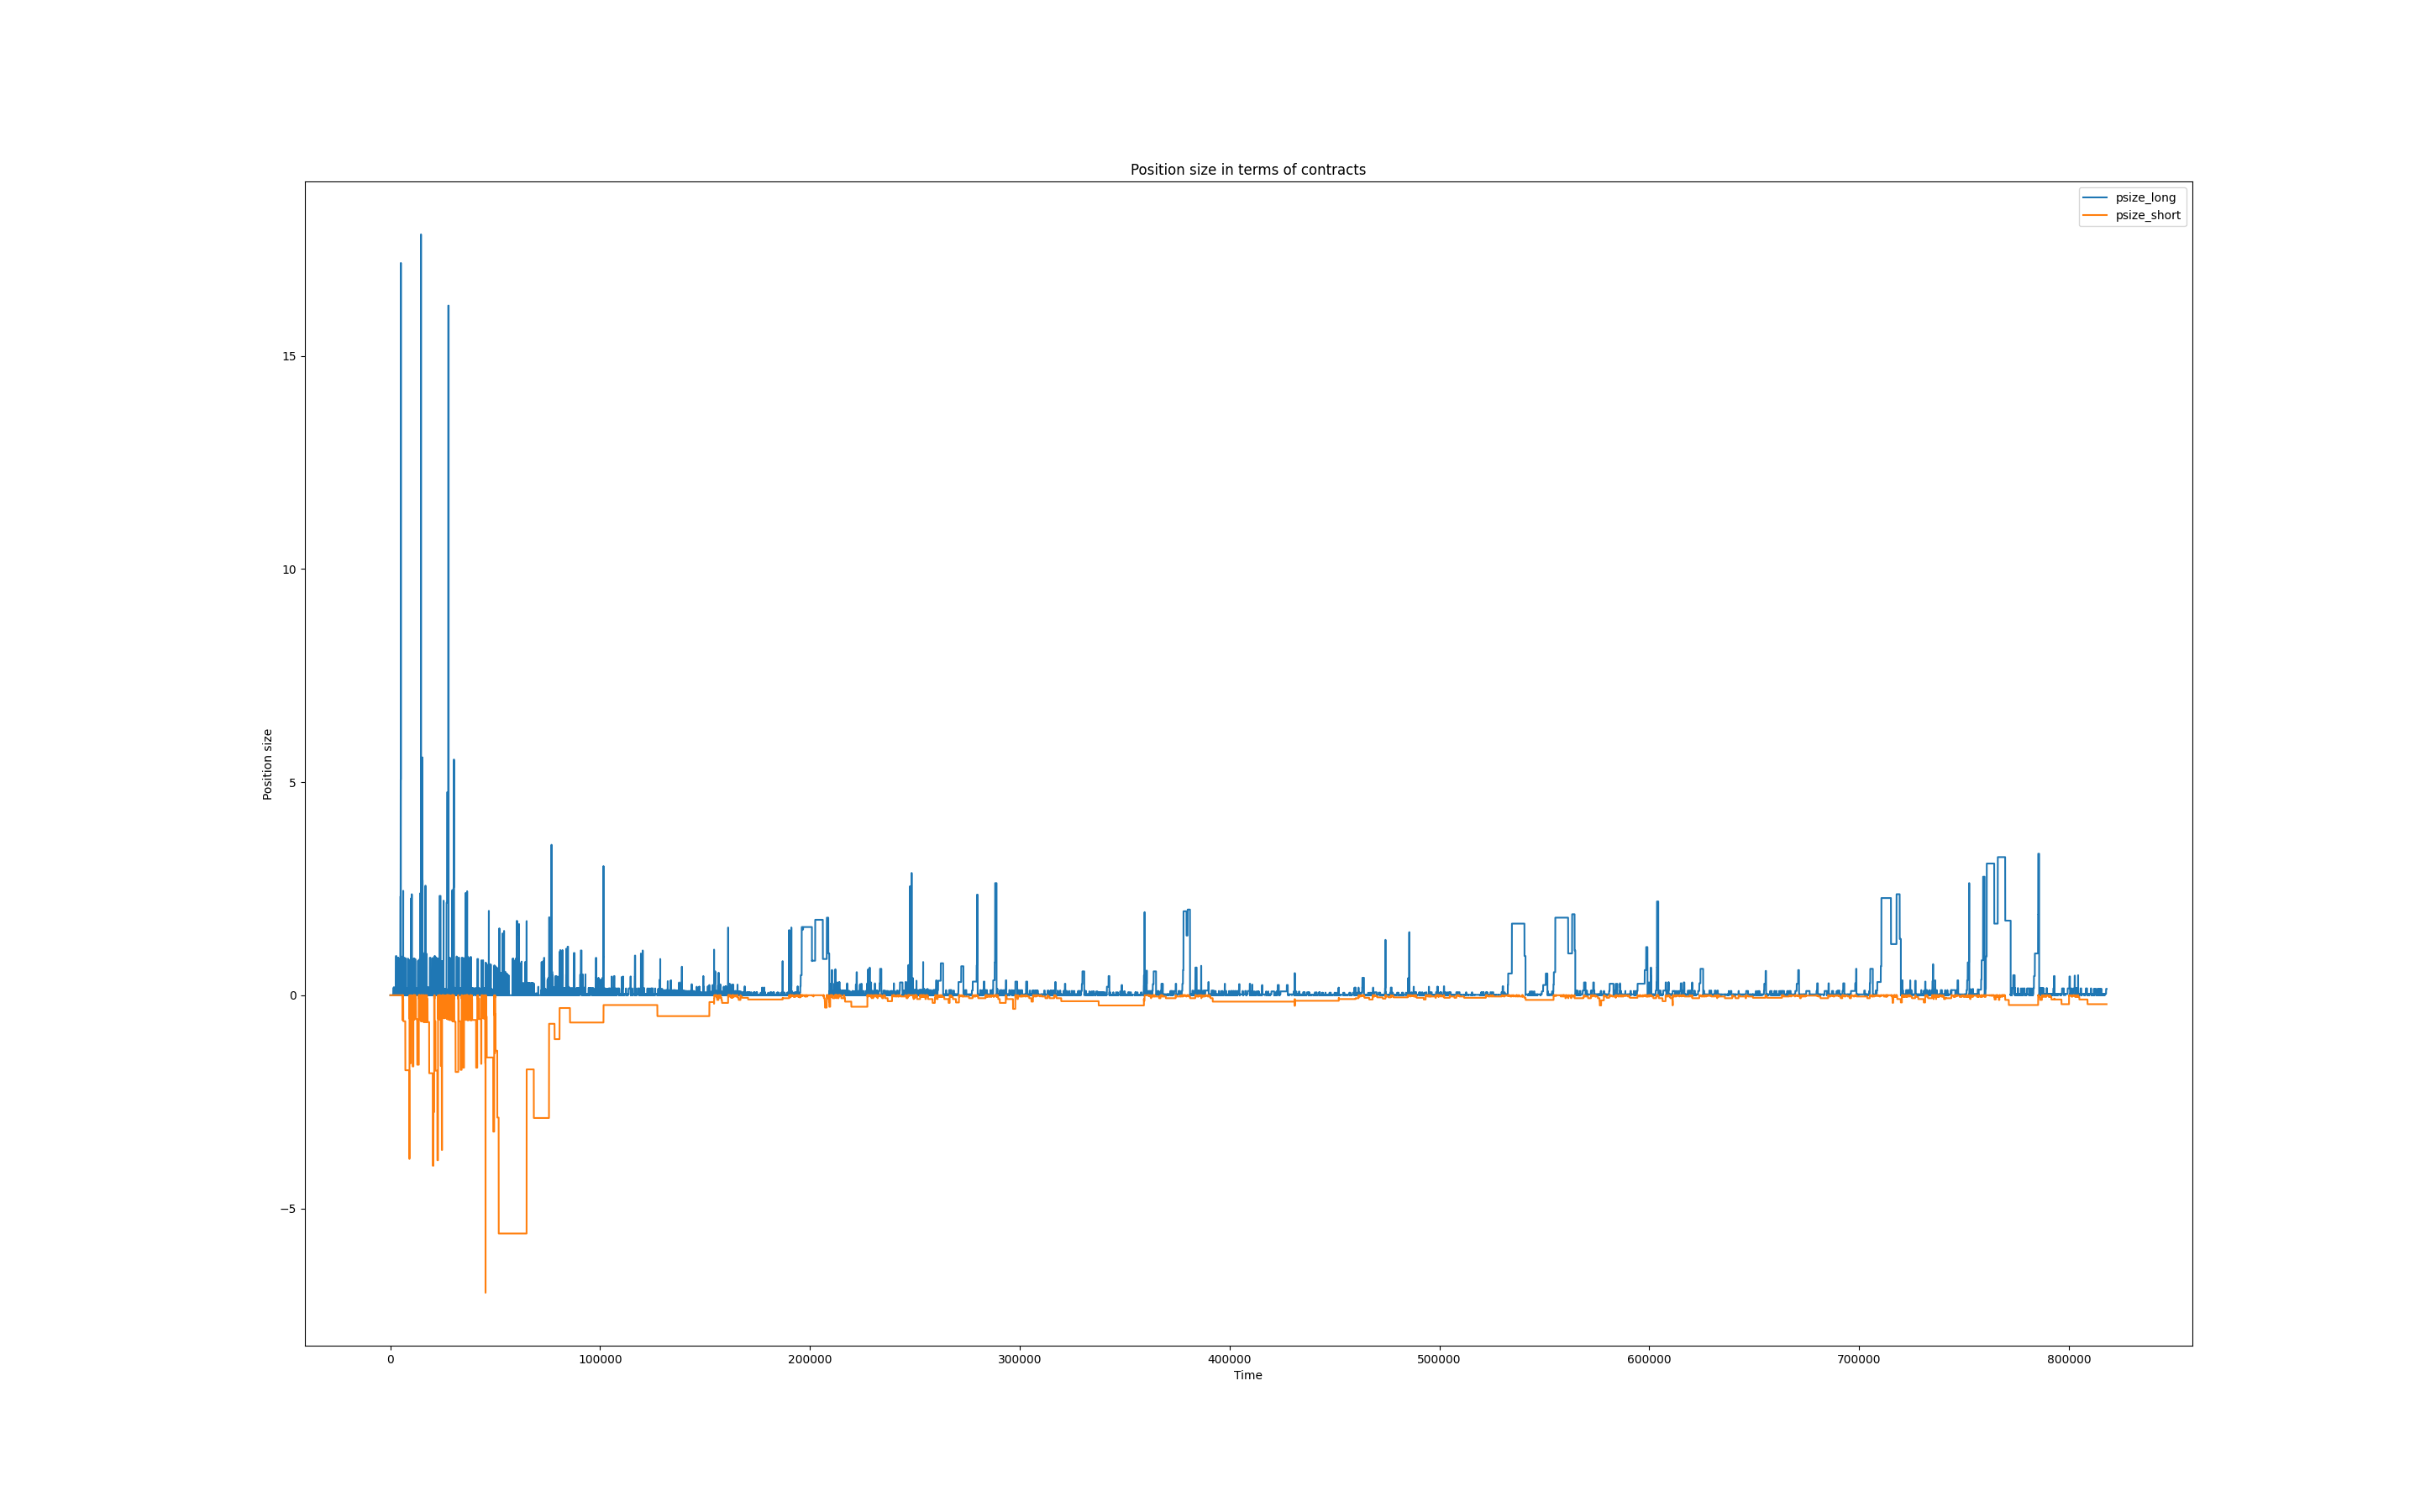 Position size in terms of contracts
psize_long
psize_short
Position size
15
10
5
0
−5
0 100000 200000 300000 400000 500000 600000 700000 800000
Time